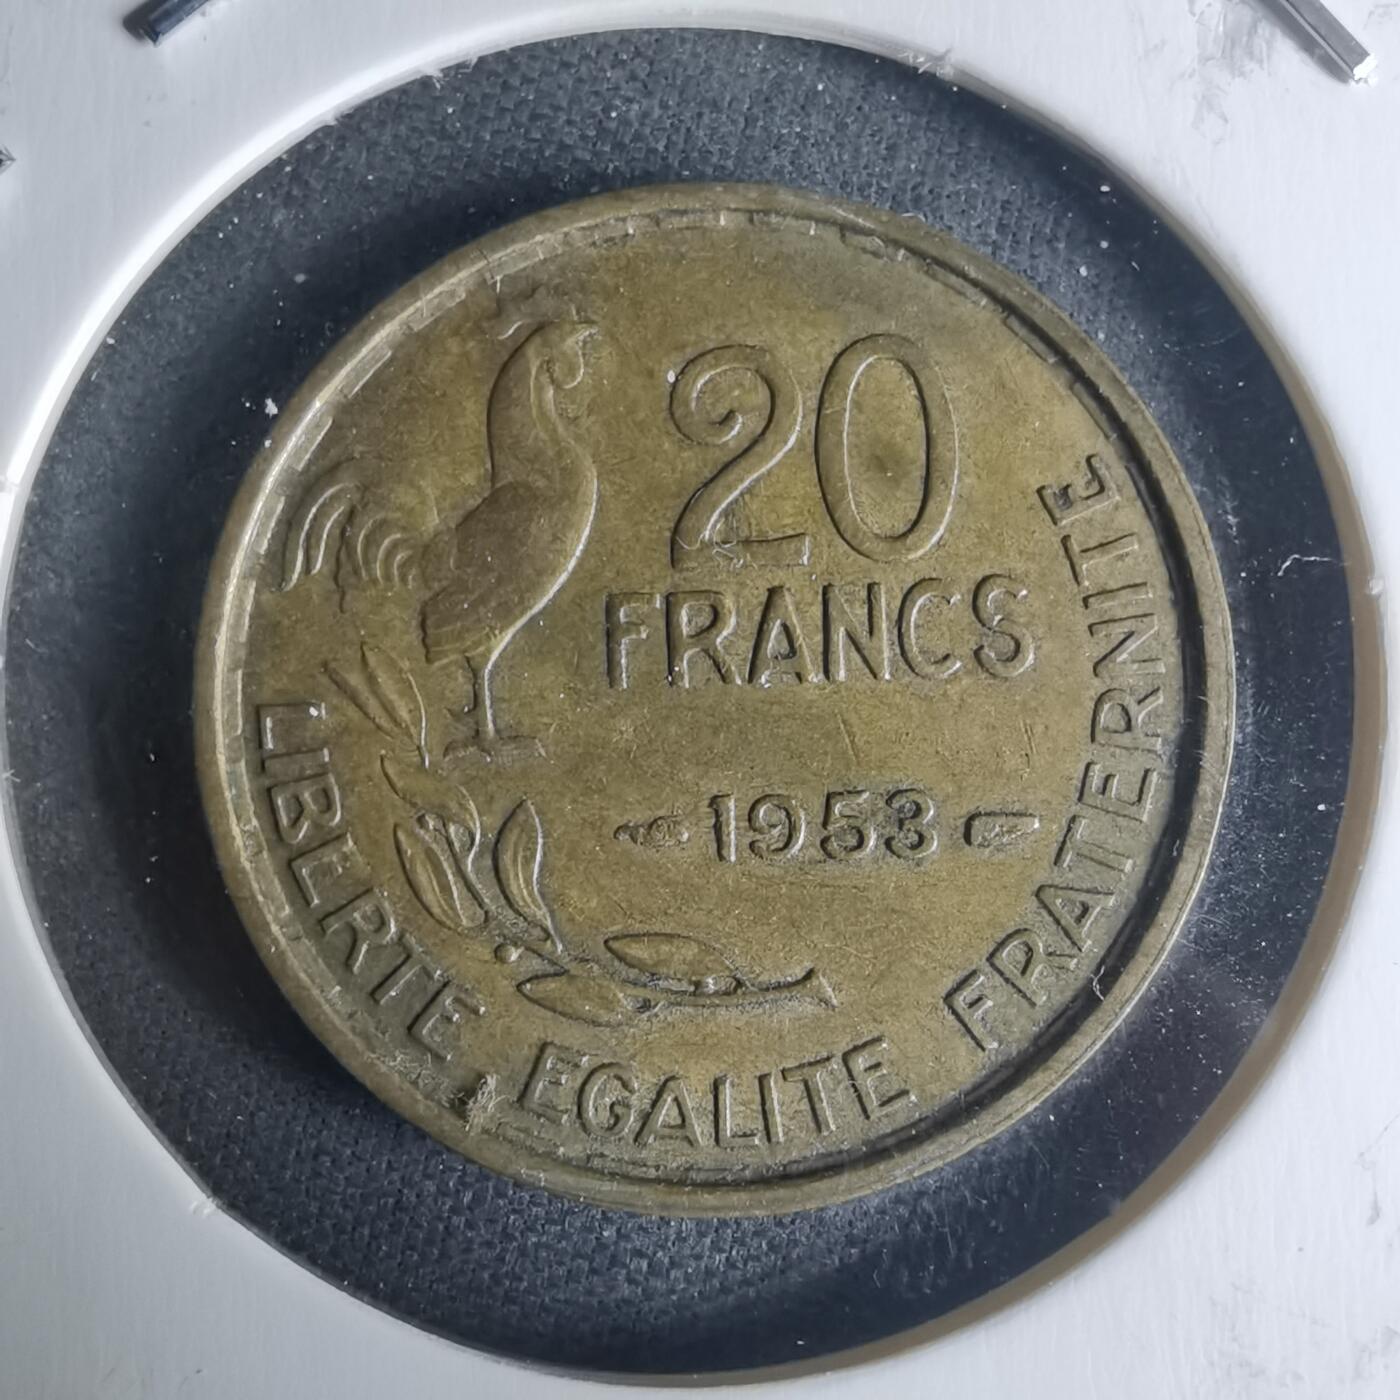 20
FRANCS
1953
LIBERTE EGALITE FRATERNITE